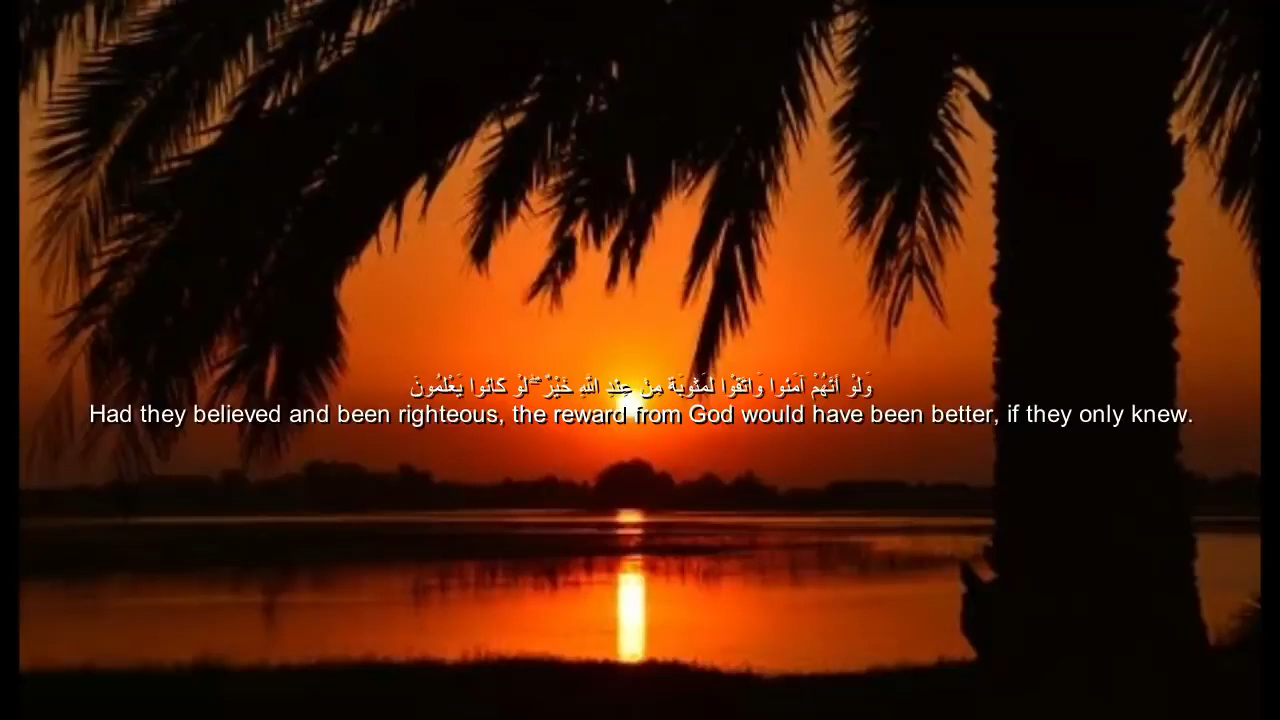 وَلَوْ أَنَّهُمْ آمَنُوا وَاتَّقَوْا لَمَثُوبَةٌ مِنْ عِنْدِ اللَّهِ خَيْرٌ ۖ لَوْ كَانُوا يَعْلَمُونَ
Had they believed and been righteous, the reward from God would have been better, if they only knew.